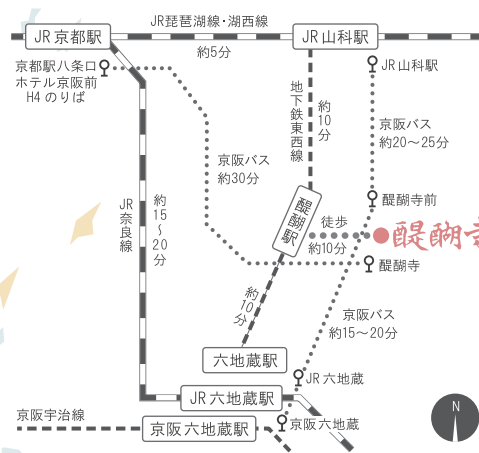 JR琵琶湖線・湖西線
JR京都駅
JR山科駅
約5分
京都駅八条口
ホテル京阪前
H4のりば
JR山科駅
地下鉄東西線
約10分
京阪バス
約20〜25分
京阪バス
約30分
JR奈良線
約15〜20分
醍醐寺前
醍醐駅
徒歩
約10分
醍醐寺
醍醐寺
約10分
京阪バス
約15〜20分
六地蔵駅
JR六地蔵
JR六地蔵駅
京阪宇治線
京阪六地蔵駅
京阪六地蔵
N